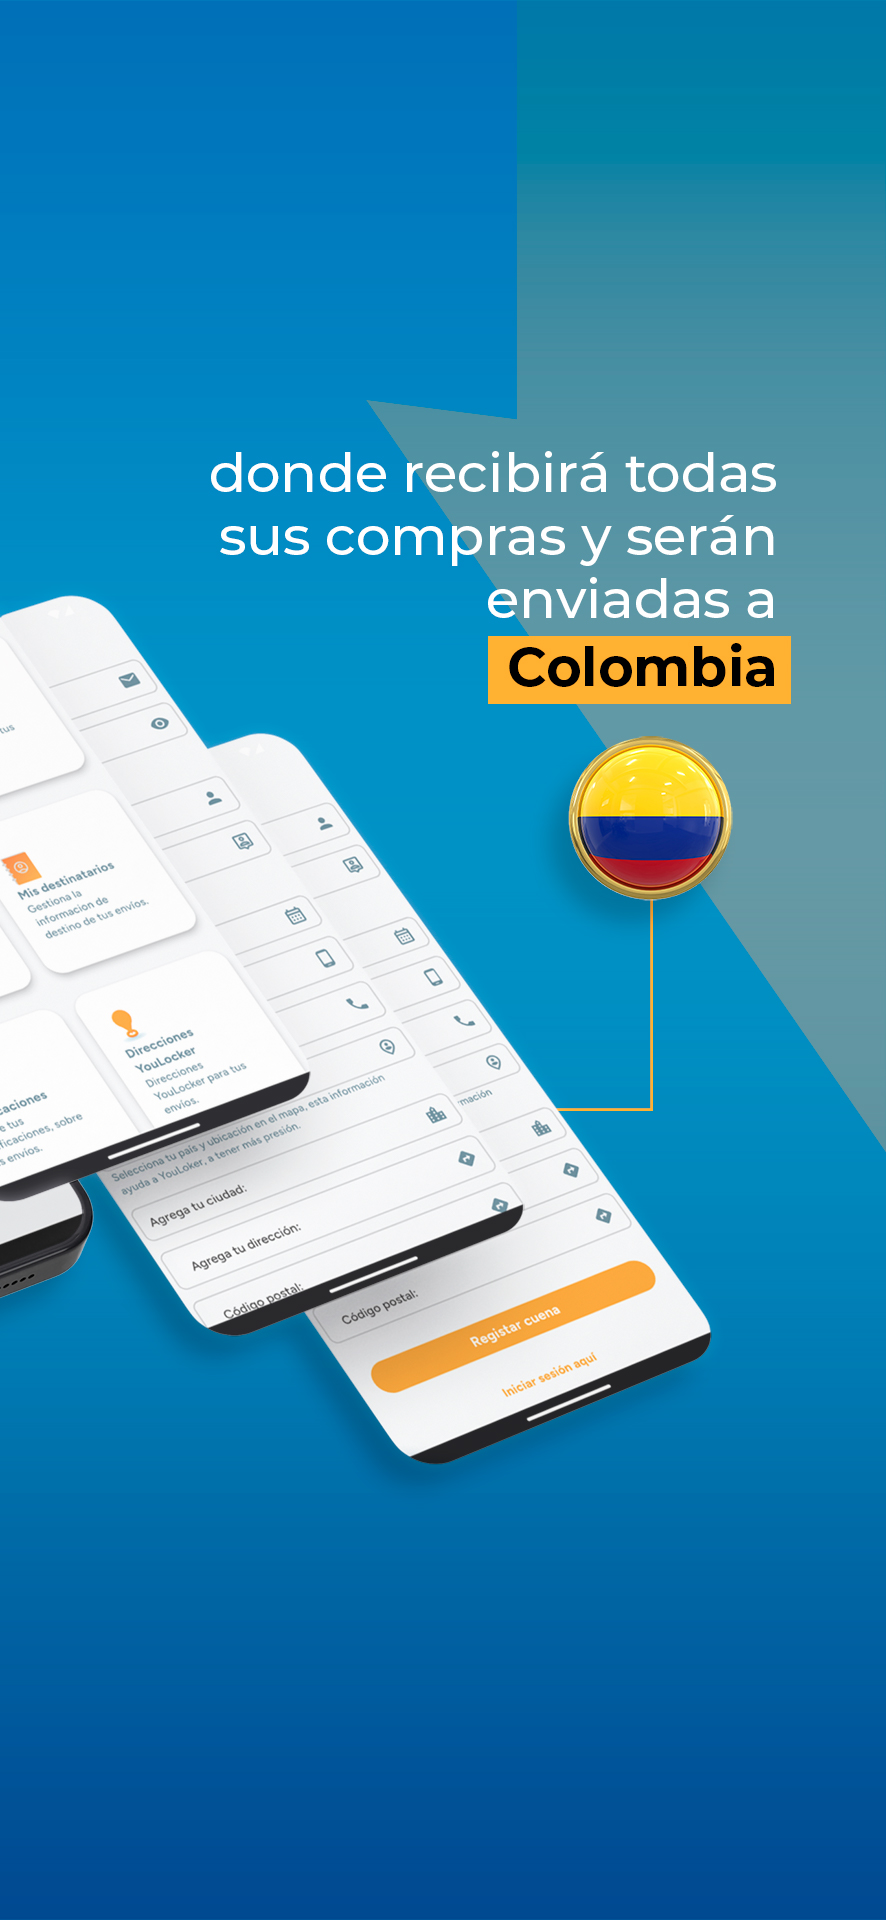 donde recibirá todas
sus compras y serán
enviadas a
Colombia
tus
Mis destinatarios
Gestiona la
informacion de
destino de tus envíos.
Direcciones
YouLocker
Direcciones
YouLocker para tus
envíos.
caciones
e tus
ificaciones, sobre
s envíos.
Selecciona tu país y ubicación en el mapa, esta información
ayuda a YouLoker, a tener más presión.
Agrega tu ciudad:
Agrega tu dirección:
Código postal:
mación
Código postal:
Registar cuena
Iniciar sesión aquí